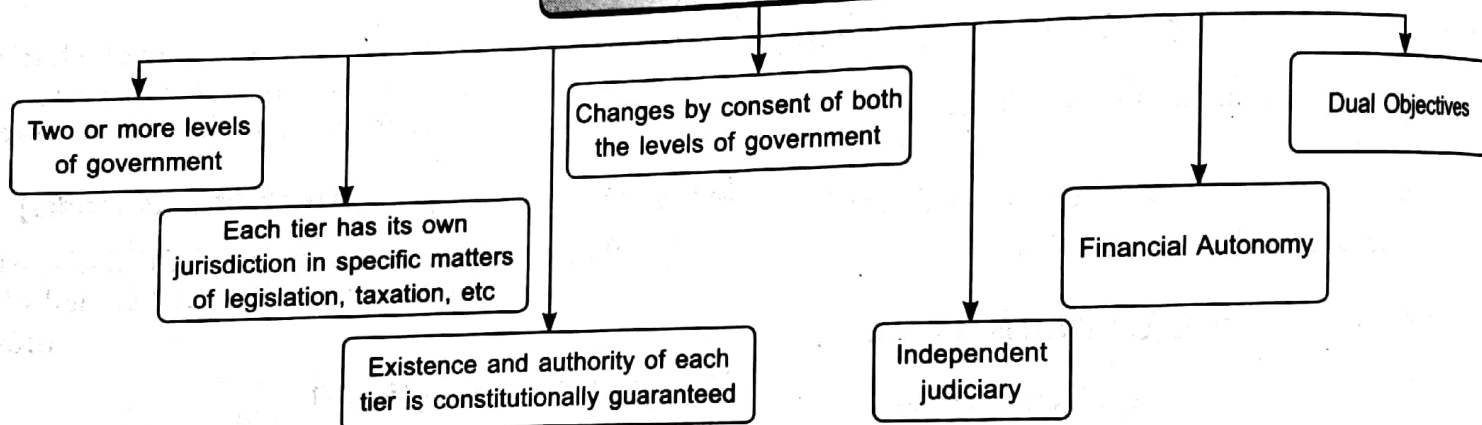 Two or more levels
of government
Each tier has its own
jurisdiction in specific matters
of legislation, taxation, etc
Existence and authority of each
tier is constitutionally guaranteed
Changes by consent of both
the levels of government
Independent
judiciary
Financial Autonomy
Dual Objectives